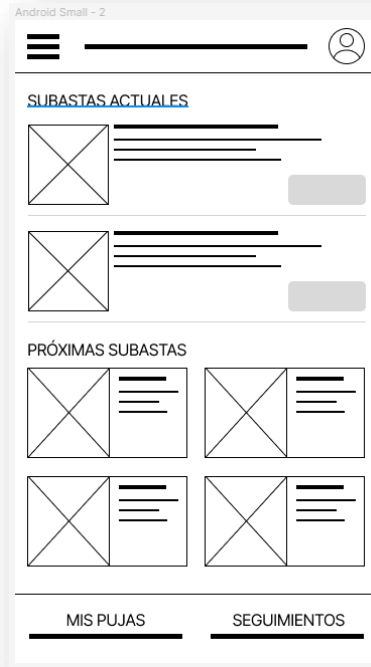 Android Small - 2
SUBASTAS ACTUALES
PRÓXIMAS SUBASTAS
MIS PUJAS
SEGUIMIENTOS